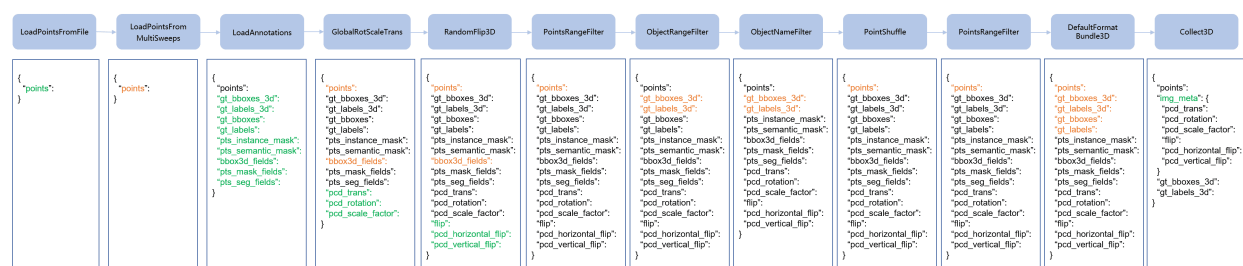 LoadPointsFromFile
LoadPointsFrom
MultiSweeps
LoadAnnotations
GlobalRotScaleTrans
RandomFlip3D
PointsRangeFilter
ObjectRangeFilter
ObjectNameFilter
PointShuffle
PointsRangeFilter
DefaultFormat
Bundle3D
Collect3D
{
"points":
}
{
"points":
}
{
"points":
"gt_bboxes_3d":
"gt_labels_3d":
"gt_bboxes":
"gt_labels":
"pts_instance_mask":
"pts_semantic_mask":
"bbox3d_fields":
"pts_mask_fields":
"pts_seg_fields":
}
{
"points":
"gt_bboxes_3d":
"gt_labels_3d":
"gt_bboxes":
"gt_labels":
"pts_instance_mask":
"pts_semantic_mask":
"bbox3d_fields":
"pts_mask_fields":
"pts_seg_fields":
"pcd_trans":
"pcd_rotation":
"pcd_scale_factor":
}
{
"points":
"gt_bboxes_3d":
"gt_labels_3d":
"gt_bboxes":
"gt_labels":
"pts_instance_mask":
"pts_semantic_mask":
"bbox3d_fields":
"pts_mask_fields":
"pts_seg_fields":
"pcd_trans":
"pcd_rotation":
"pcd_scale_factor":
"flip":
"pcd_horizontal_flip":
"pcd_vertical_flip":
}
{
"points":
"gt_bboxes_3d":
"gt_labels_3d":
"gt_bboxes":
"gt_labels":
"pts_instance_mask":
"pts_semantic_mask":
"bbox3d_fields":
"pts_mask_fields":
"pts_seg_fields":
"pcd_trans":
"pcd_rotation":
"pcd_scale_factor":
"flip":
"pcd_horizontal_flip":
"pcd_vertical_flip":
}
{
"points":
"gt_bboxes_3d":
"gt_labels_3d":
"gt_bboxes":
"gt_labels":
"pts_instance_mask":
"pts_semantic_mask":
"bbox3d_fields":
"pts_mask_fields":
"pts_seg_fields":
"pcd_trans":
"pcd_rotation":
"pcd_scale_factor":
"flip":
"pcd_horizontal_flip":
"pcd_vertical_flip":
}
{
"points":
"gt_bboxes_3d":
"gt_labels_3d":
"pts_instance_mask":
"pts_semantic_mask":
"bbox3d_fields":
"pts_mask_fields":
"pts_seg_fields":
"pcd_trans":
"pcd_rotation":
"pcd_scale_factor":
"flip":
"pcd_horizontal_flip":
"pcd_vertical_flip":
}
{
"points":
"gt_bboxes_3d":
"gt_labels_3d":
"gt_bboxes":
"gt_labels":
"pts_instance_mask":
"pts_semantic_mask":
"bbox3d_fields":
"pts_mask_fields":
"pts_seg_fields":
"pcd_trans":
"pcd_rotation":
"pcd_scale_factor":
"flip":
"pcd_horizontal_flip":
"pcd_vertical_flip":
}
{
"points":
"gt_bboxes_3d":
"gt_labels_3d":
"gt_bboxes":
"gt_labels":
"pts_instance_mask":
"pts_semantic_mask":
"bbox3d_fields":
"pts_mask_fields":
"pts_seg_fields":
"pcd_trans":
"pcd_rotation":
"pcd_scale_factor":
"flip":
"pcd_horizontal_flip":
"pcd_vertical_flip":
}
{
"points":
"gt_bboxes_3d":
"gt_labels_3d":
"gt_bboxes":
"gt_labels":
"pts_instance_mask":
"pts_semantic_mask":
"bbox3d_fields":
"pts_mask_fields":
"pts_seg_fields":
"pcd_trans":
"pcd_rotation":
"pcd_scale_factor":
"flip":
"pcd_horizontal_flip":
"pcd_vertical_flip":
}
{
"points":
"img_meta": {
"pcd_trans":
"pcd_rotation":
"pcd_scale_factor":
"flip":
"pcd_horizontal_flip":
"pcd_vertical_flip":
}
"gt_bboxes_3d":
"gt_labels_3d":
}